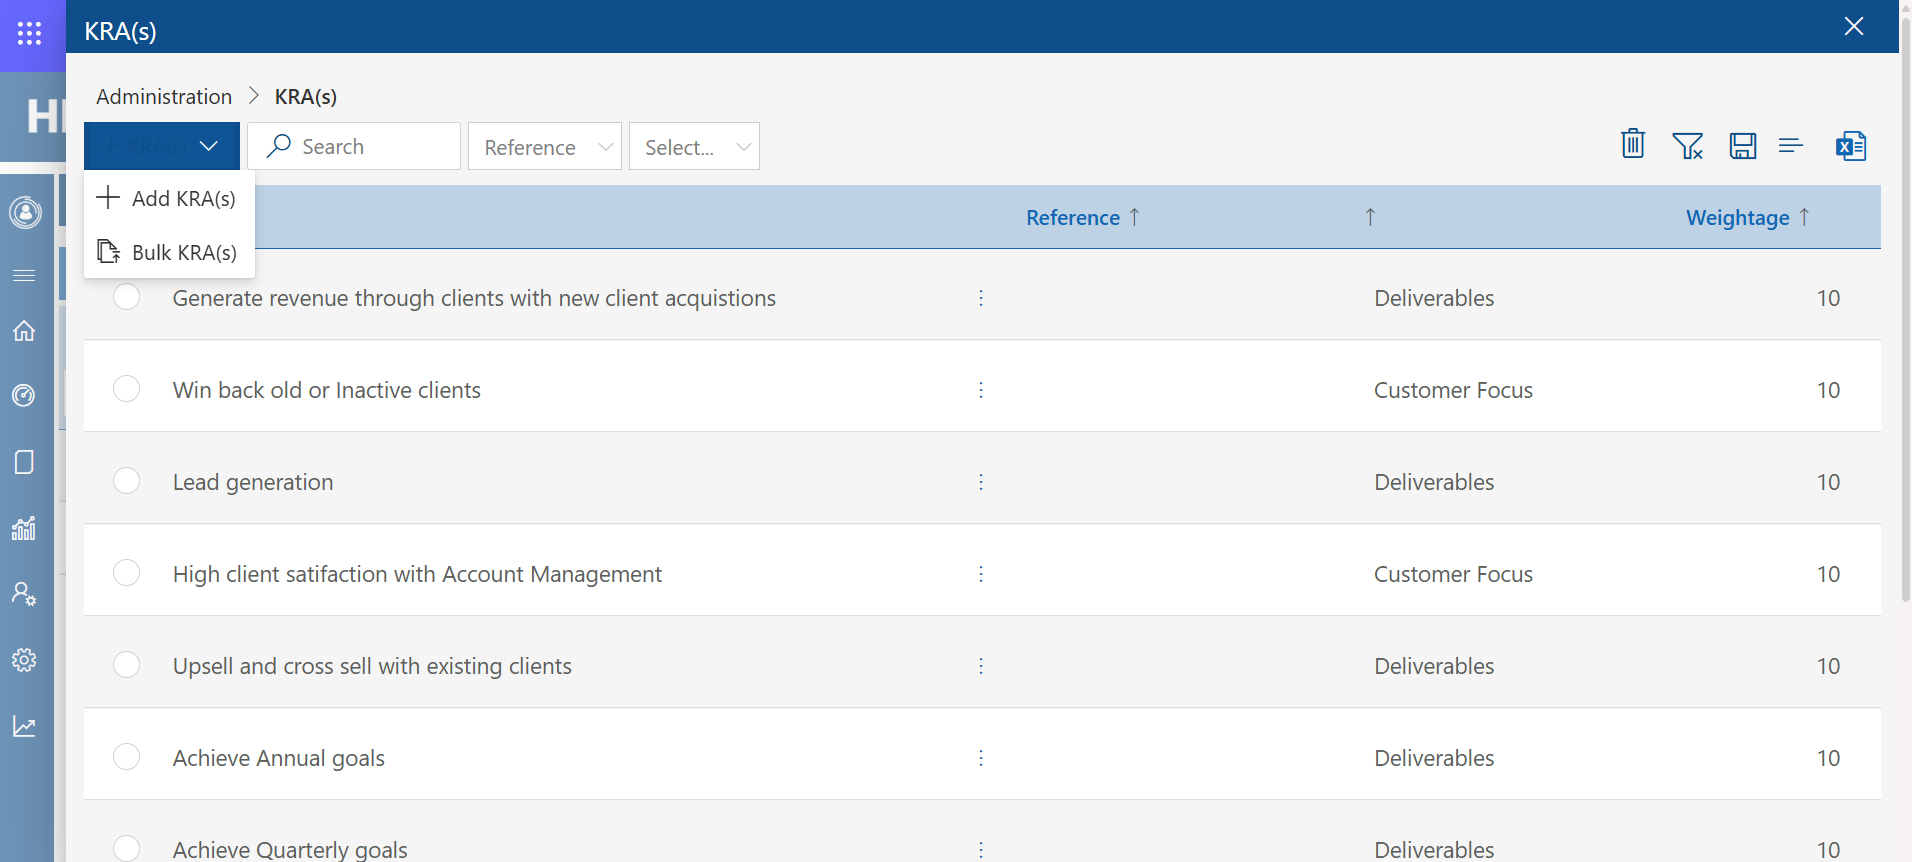 KRA(s)
Administration > KRA(s)
+ KRA(s)
Search
Reference
Select...
Add KRA(s)
Bulk KRA(s)
Reference ↑ ↑ Weightage ↑
Generate revenue through clients with new client acquistions Deliverables 10
Win back old or Inactive clients Customer Focus 10
Lead generation Deliverables 10
High client satifaction with Account Management Customer Focus 10
Upsell and cross sell with existing clients Deliverables 10
Achieve Annual goals Deliverables 10
Achieve Quarterly goals Deliverables 10